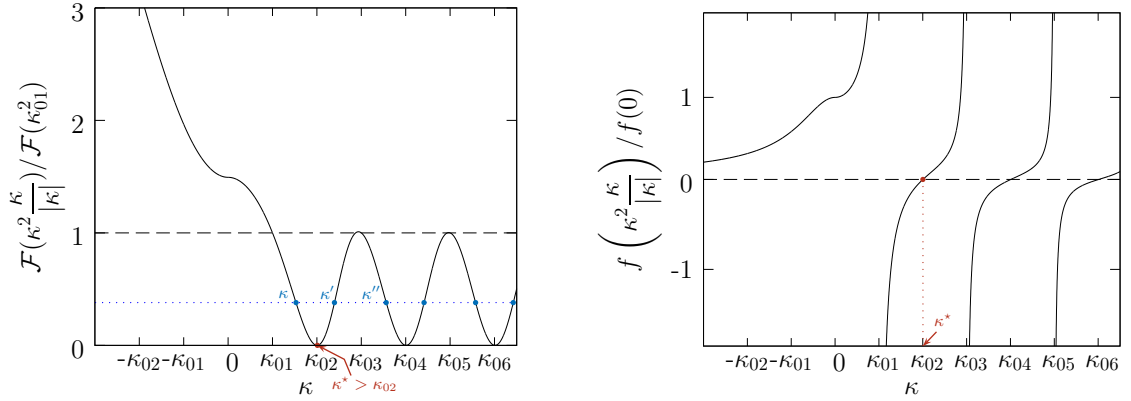 3
2
1
0
F(κ² κ/|κ|)/F(κ²₀₁)
κ κ′ κ″
-κ₀₂ -κ₀₁ 0 κ₀₁ κ₀₂ κ₀₃ κ₀₄ κ₀₅ κ₀₆
κ* > κ₀₂
κ
1
0
-1
f(κ² κ/|κ|)/f(0)
κ*
-κ₀₂ -κ₀₁ 0 κ₀₁ κ₀₂ κ₀₃ κ₀₄ κ₀₅ κ₀₆
κ